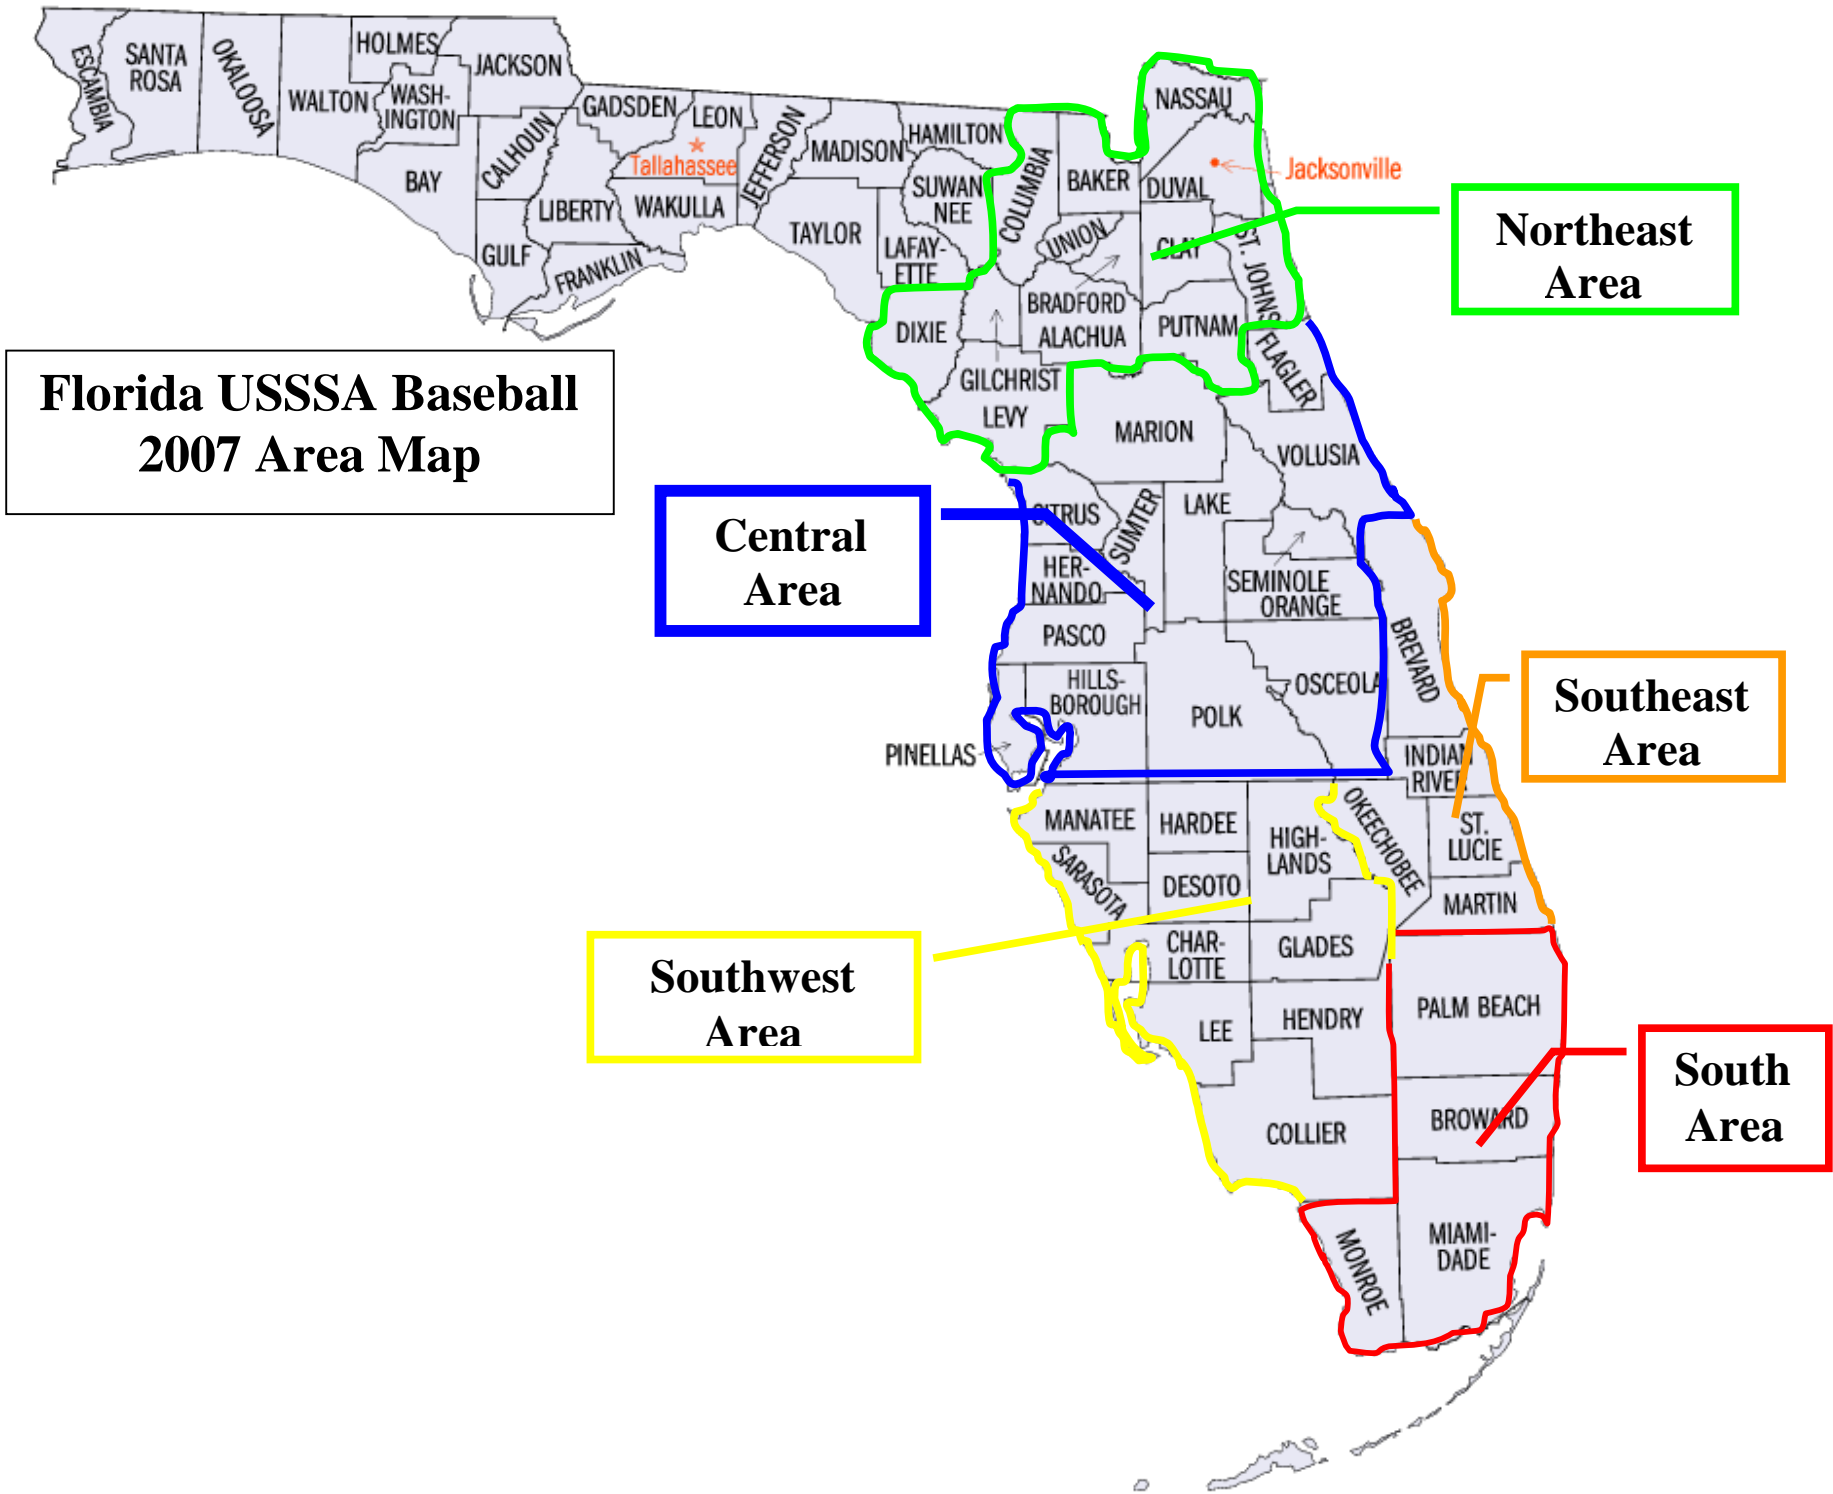 ESCAMBIA
SANTA
ROSA
OKALOOSA
WALTON
HOLMES
WASH-
INGTON
JACKSON
BAY
CALHOUN
GULF
LIBERTY
FRANKLIN
GADSDEN
LEON
Tallahassee
WAKULLA
JEFFERSON
MADISON
TAYLOR
HAMILTON
SUWAN
NEE
LAFAY-
ETTE
DIXIE
COLUMBIA
BAKER
NASSAU
DUVAL
Jacksonville
UNION
CLAY
ST. JOHNS
BRADFORD
ALACHUA
PUTNAM
GILCHRIST
LEVY
FLAGLER
MARION
VOLUSIA
Northeast
Area
Florida USSSA Baseball
2007 Area Map
Central
Area
CITRUS
SUMTER
LAKE
HER-
NANDO
SEMINOLE
ORANGE
PASCO
BREVARD
HILLS-
BOROUGH
POLK
OSCEOLA
PINELLAS
INDIAN
RIVER
Southeast
Area
MANATEE
HARDEE
HIGH-
LANDS
OKEECHOBEE
ST.
LUCIE
SARASOTA
DESOTO
MARTIN
CHAR-
LOTTE
GLADES
Southwest
Area
LEE
HENDRY
PALM BEACH
COLLIER
BROWARD
South
Area
MONROE
MIAMI-
DADE